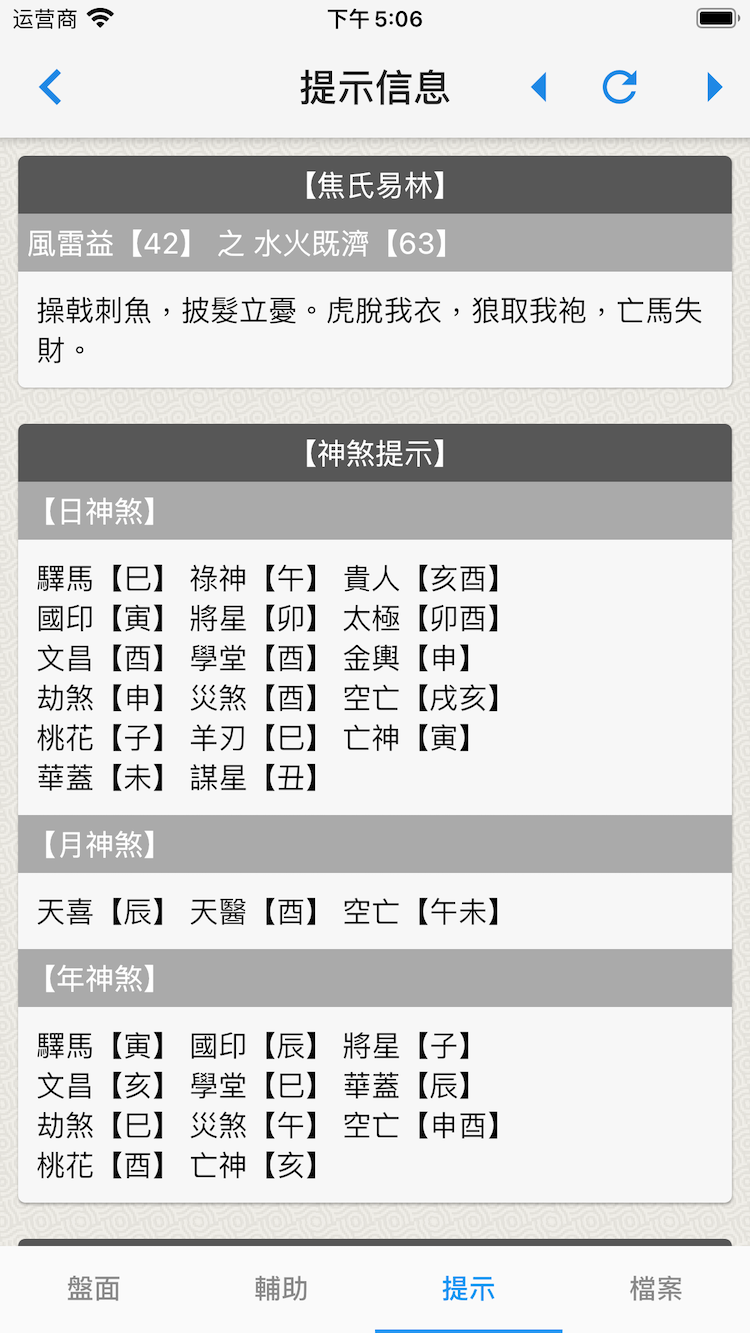 运营商 下午5:06
提示信息
【焦氏易林】
風雷益【42】 之 水火既濟【63】
操戟刺魚，披髮立憂。虎脫我衣，狼取我袍，亡馬失
財。
【神煞提示】
【日神煞】
驛馬【巳】 祿神【午】 貴人【亥酉】
國印【寅】 將星【卯】 太極【卯酉】
文昌【酉】 學堂【酉】 金輿【申】
劫煞【申】 災煞【酉】 空亡【戌亥】
桃花【子】 羊刃【巳】 亡神【寅】
華蓋【未】 謀星【丑】
【月神煞】
天喜【辰】 天醫【酉】 空亡【午未】
【年神煞】
驛馬【寅】 國印【辰】 將星【子】
文昌【亥】 學堂【巳】 華蓋【辰】
劫煞【巳】 災煞【午】 空亡【申酉】
桃花【酉】 亡神【亥】
盤面 輔助 提示 檔案